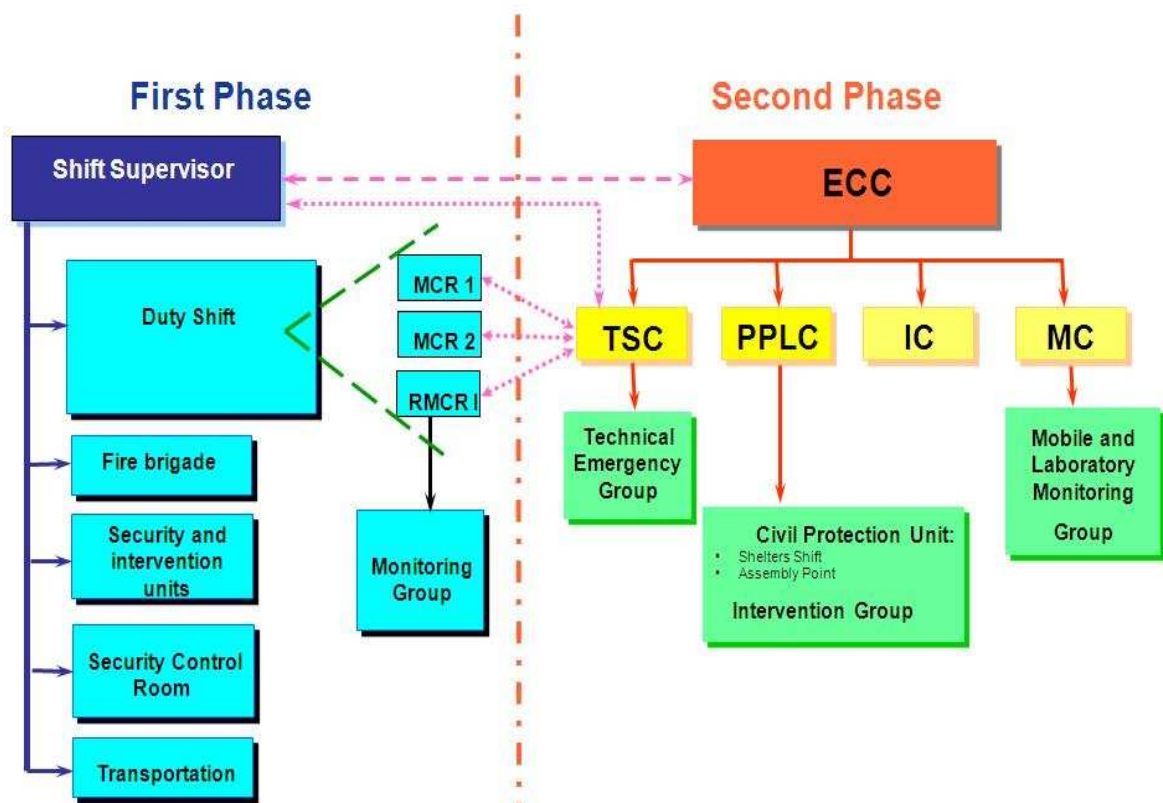 First Phase
Second Phase
Shift Supervisor
ECC
Duty Shift
MCR 1
MCR 2
RMCR I
TSC
PPLC
IC
MC
Fire brigade
Security and
intervention
units
Security Control
Room
Transportation
Monitoring
Group
Technical
Emergency
Group
Civil Protection Unit:
• Shelters Shift
• Assembly Point
Intervention Group
Mobile and
Laboratory
Monitoring
Group